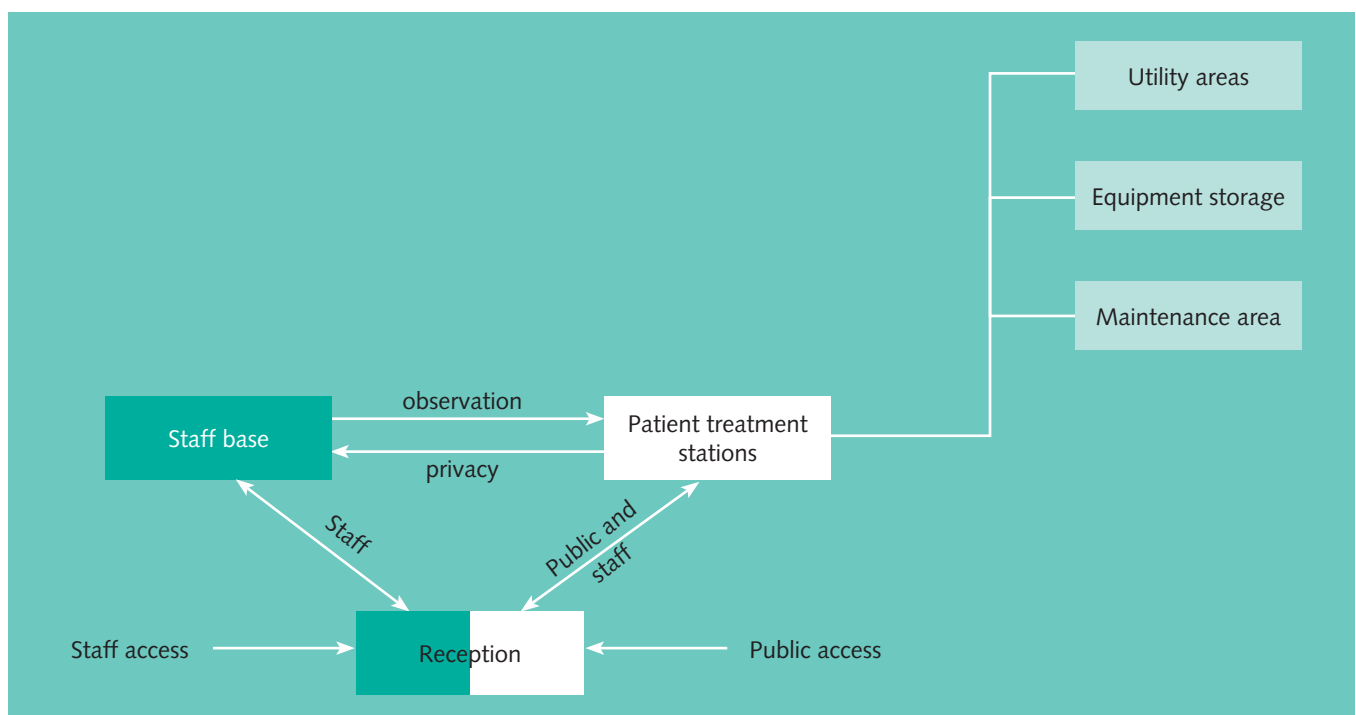 Utility areas
Equipment storage
Maintenance area
observation
Staff base
Patient treatment
stations
privacy
Staff
Public and
staff
Staff access
Reception
Public access